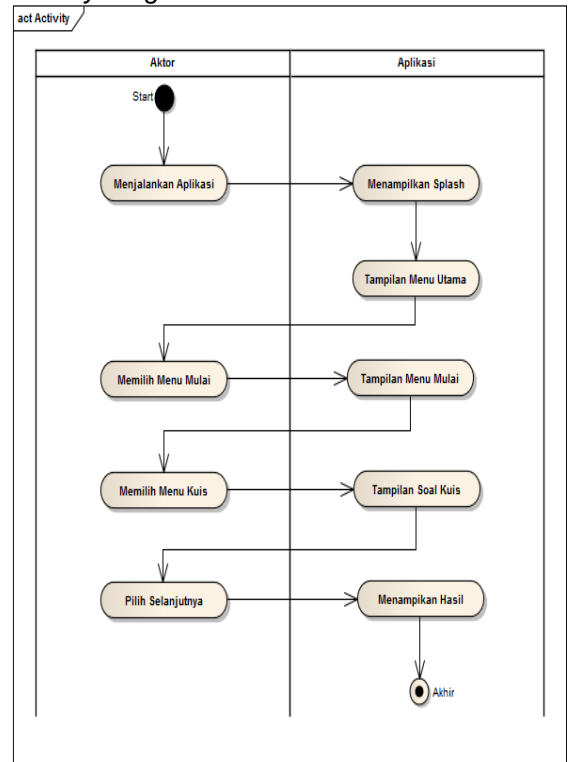 act Activity
Aktor
Aplikasi
Start
Menjalankan Aplikasi
Menampilkan Splash
Tampilan Menu Utama
Memilih Menu Mulai
Tampilan Menu Mulai
Memilih Menu Kuis
Tampilan Soal Kuis
Pilih Selanjutnya
Menampikan Hasil
Akhir